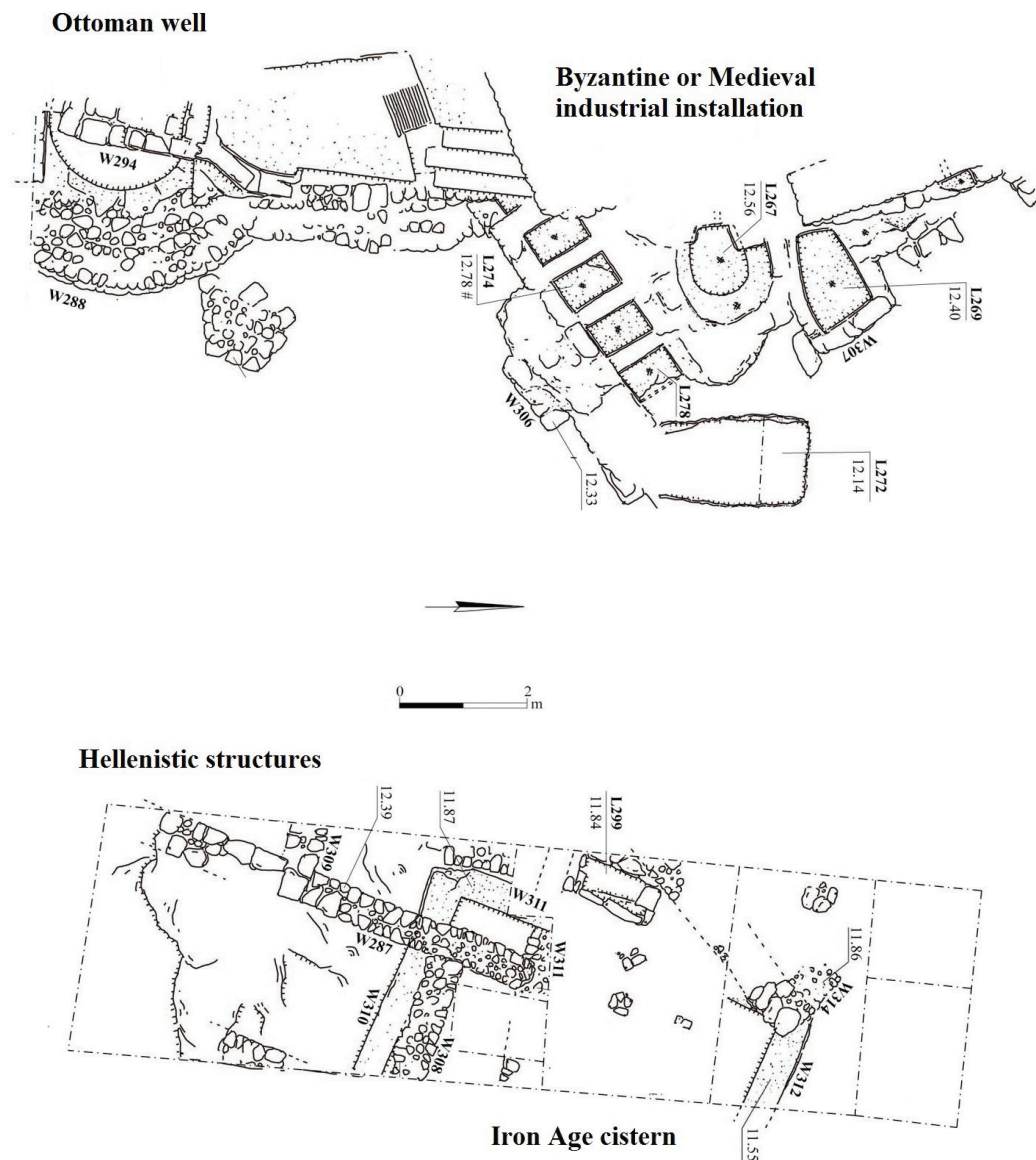 Ottoman well
Byzantine or Medieval
industrial installation
W294
W288
L274
12.78 #
L267
12.56
L269
12.40
W307
L278
W306
12.33
L272
12.14
0 2
m
Hellenistic structures
12.39
11.87
L299
11.84
W309
W311
W287
W311
11.86
W314
W310
W308
W312
11.55
Iron Age cistern